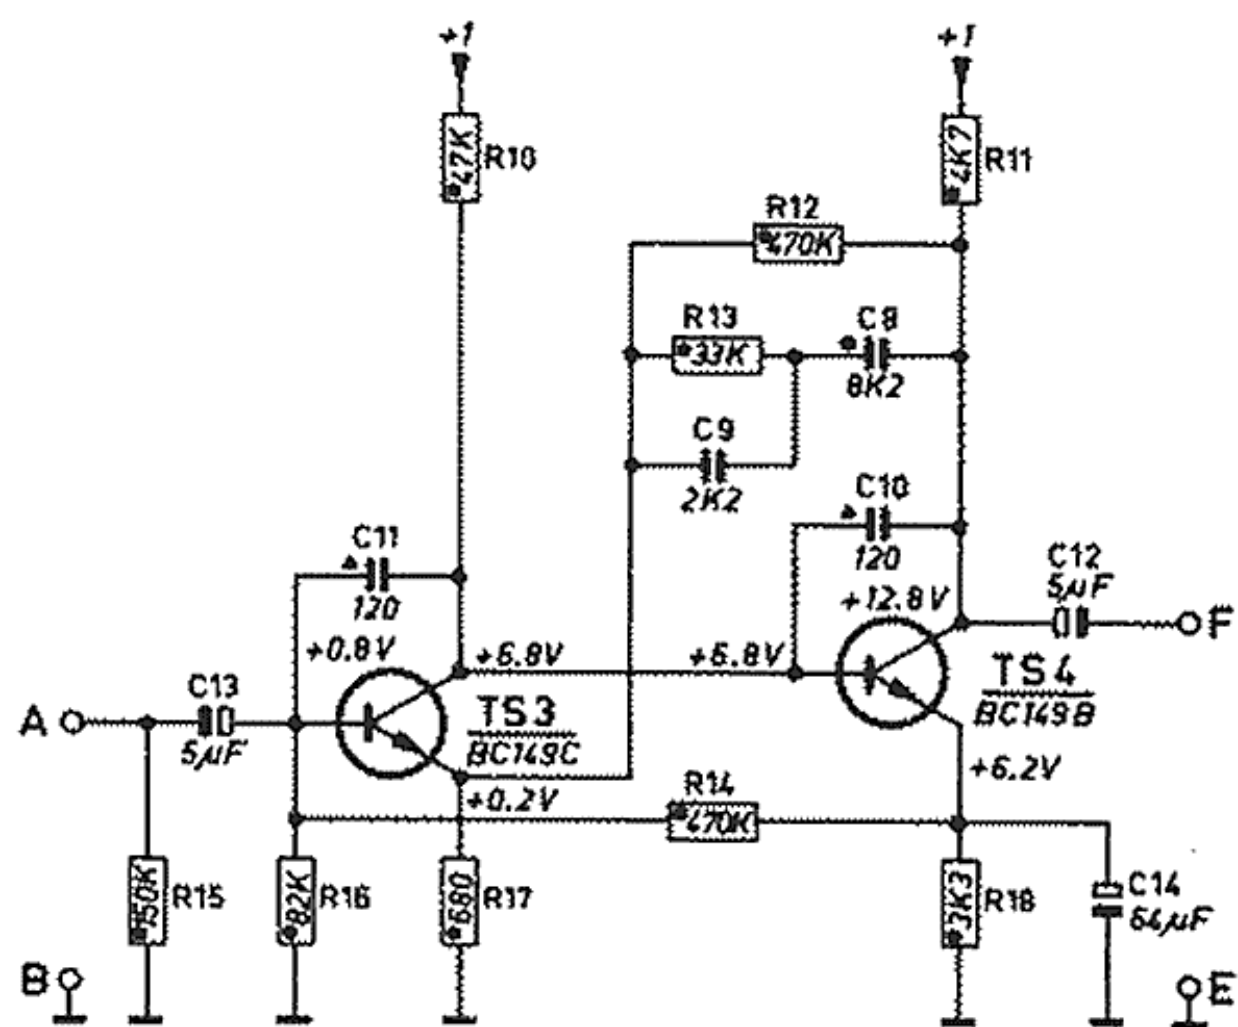 +1 +1
47K R10
4K7 R11
R12
470K
R13
33K
C8
8K2
C9
2K2
C10
120
C11
120
C12
5µF
+12.8V
F
+0.8V
+6.8V +6.8V
TS4
BC149B
C13
A
5µF
TS3
BC149C
+0.2V
+6.2V
R14
470K
150K R15
82K R16
680 R17
3K3 R18
C14
64µF
B
E